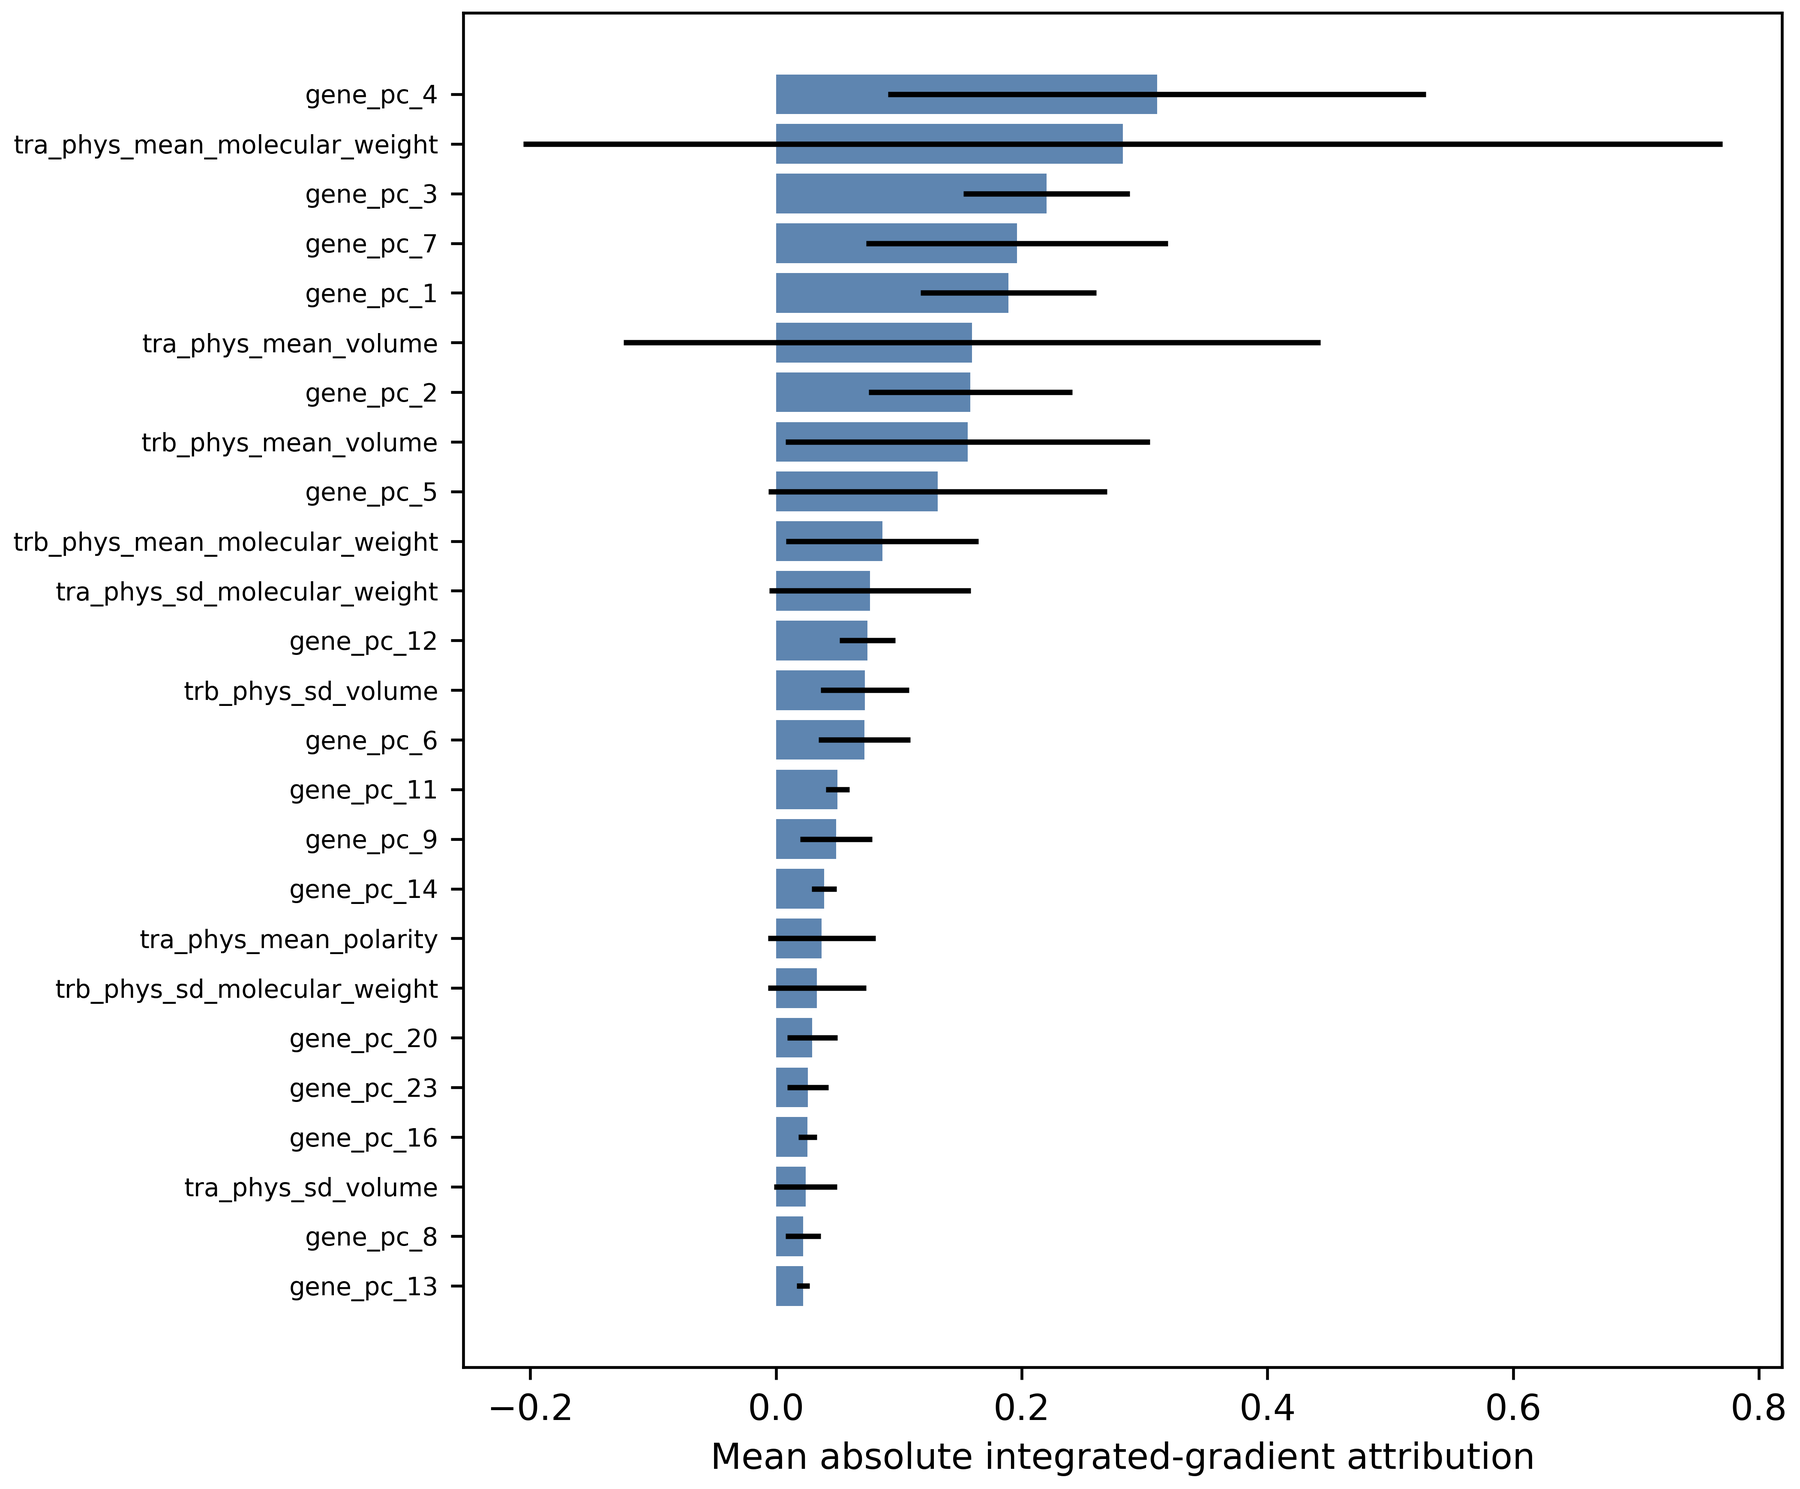 gene_pc_4
tra_phys_mean_molecular_weight
gene_pc_3
gene_pc_7
gene_pc_1
tra_phys_mean_volume
gene_pc_2
trb_phys_mean_volume
gene_pc_5
trb_phys_mean_molecular_weight
tra_phys_sd_molecular_weight
gene_pc_12
trb_phys_sd_volume
gene_pc_6
gene_pc_11
gene_pc_9
gene_pc_14
tra_phys_mean_polarity
trb_phys_sd_molecular_weight
gene_pc_20
gene_pc_23
gene_pc_16
tra_phys_sd_volume
gene_pc_8
gene_pc_13
−0.2 0.0 0.2 0.4 0.6 0.8
Mean absolute integrated-gradient attribution